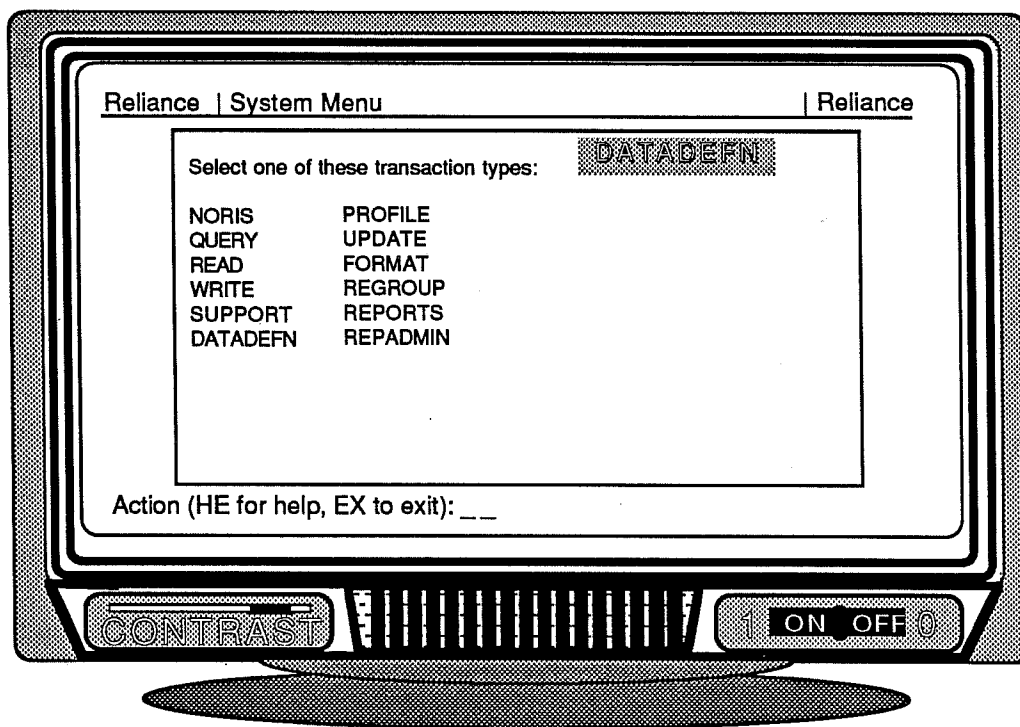 Reliance | System Menu | Reliance
Select one of these transaction types: DATADEFN
NORIS PROFILE
QUERY UPDATE
READ FORMAT
WRITE REGROUP
SUPPORT REPORTS
DATADEFN REPADMIN
Action (HE for help, EX to exit): _ _
CONTRAST 1 ON OFF 0